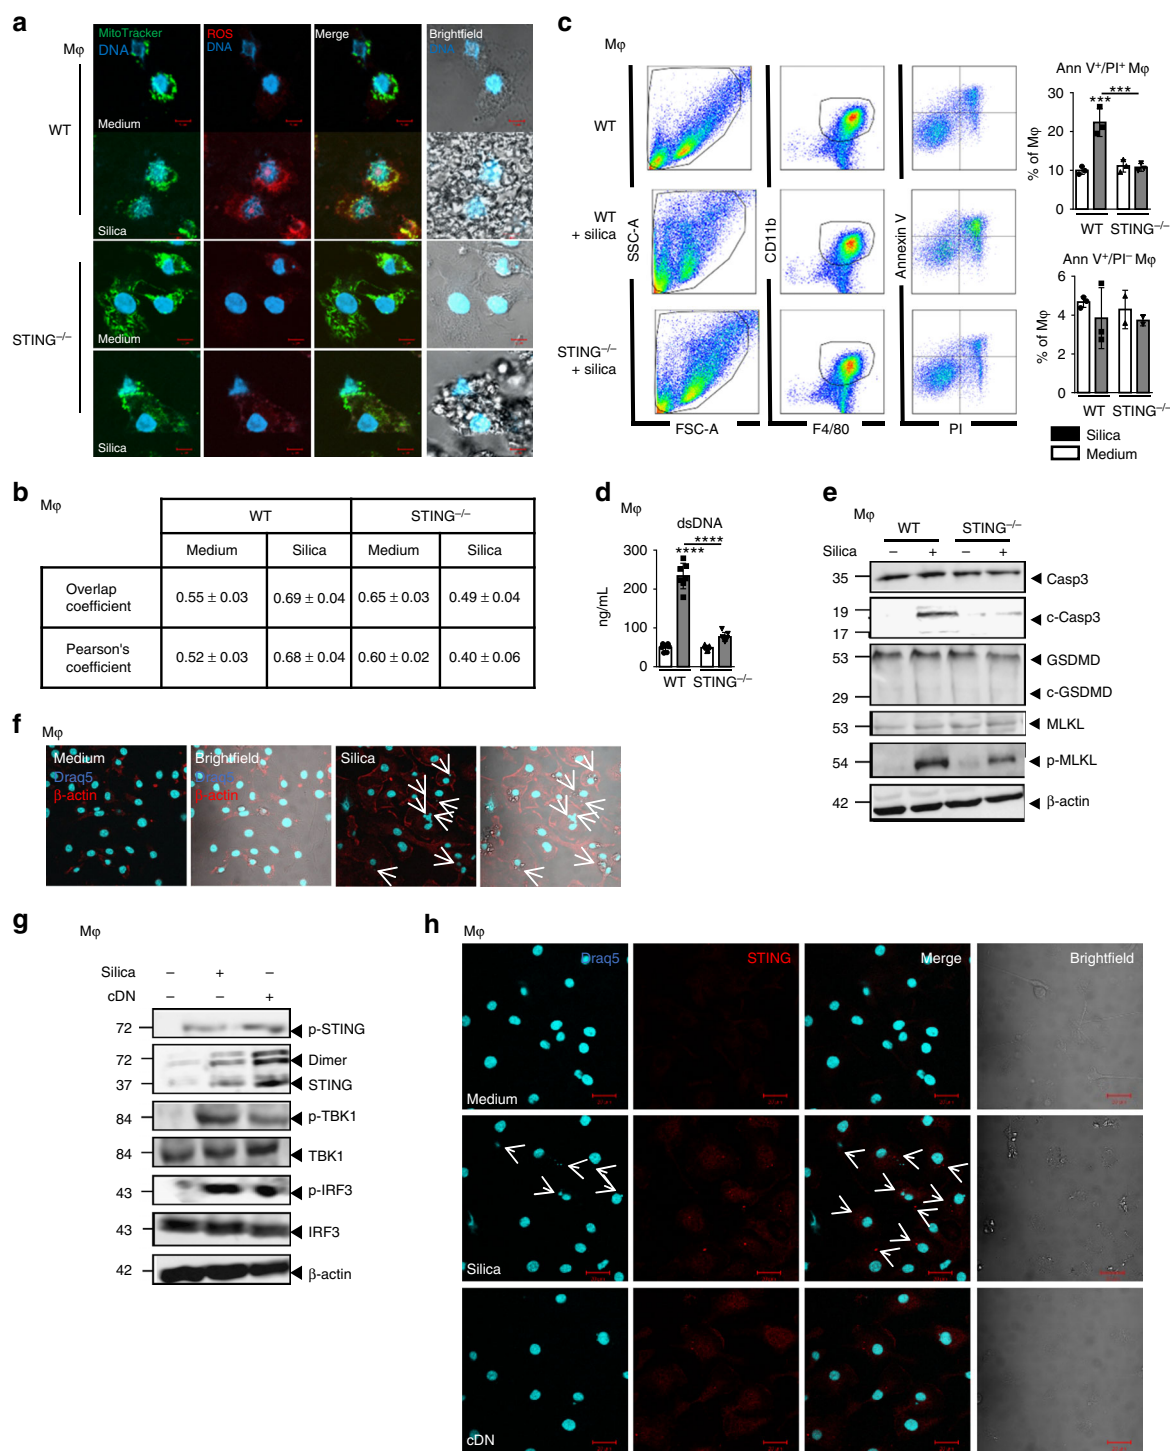 a
Mφ
MitoTracker
DNA
ROS
DNA
Merge
Brightfield
DNA
WT
Medium
Silica
STING−/−
Medium
Silica
c
Mφ
WT
WT
+ silica
STING−/−
+ silica
SSC-A
FSC-A
CD11b
F4/80
Annexin V
PI
Ann V+/PI+ Mφ
% of Mφ
30
20
10
0
***
***
WT STING−/−
Ann V+/PI− Mφ
% of Mφ
6
4
2
0
WT STING−/−
Silica
Medium
b
Mφ
WT STING−/−
Medium Silica Medium Silica
Overlap coefficient 0.55 ± 0.03 0.69 ± 0.04 0.65 ± 0.03 0.49 ± 0.04
Pearson's coefficient 0.52 ± 0.03 0.68 ± 0.04 0.60 ± 0.02 0.40 ± 0.06
d
Mφ
dsDNA
ng/mL
300
200
100
0
****
****
WT STING−/−
e
Mφ
WT STING−/−
Silica − + − +
35 Casp3
19
c-Casp3
17
53 GSDMD
29 c-GSDMD
53 MLKL
54 p-MLKL
42 β-actin
f
Mφ
Medium
Draq5
β-actin
Brightfield
Draq5
β-actin
Silica
g
Mφ
Silica − + −
cDN − − +
72 p-STING
72 Dimer
37 STING
84 p-TBK1
84 TBK1
43 p-IRF3
43 IRF3
42 β-actin
h
Mφ
Draq5
STING
Merge
Brightfield
Medium
Silica
cDN